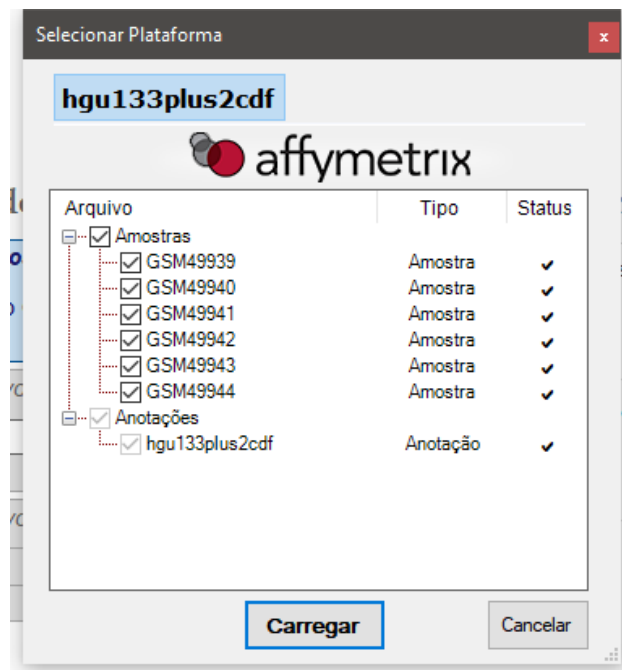 Selecionar Plataforma
x
hgu133plus2cdf
affymetrix
Arquivo Tipo Status
Amostras
GSM49939 Amostra
GSM49940 Amostra
GSM49941 Amostra
GSM49942 Amostra
GSM49943 Amostra
GSM49944 Amostra
Anotações
hgu133plus2cdf Anotação
Carregar Cancelar